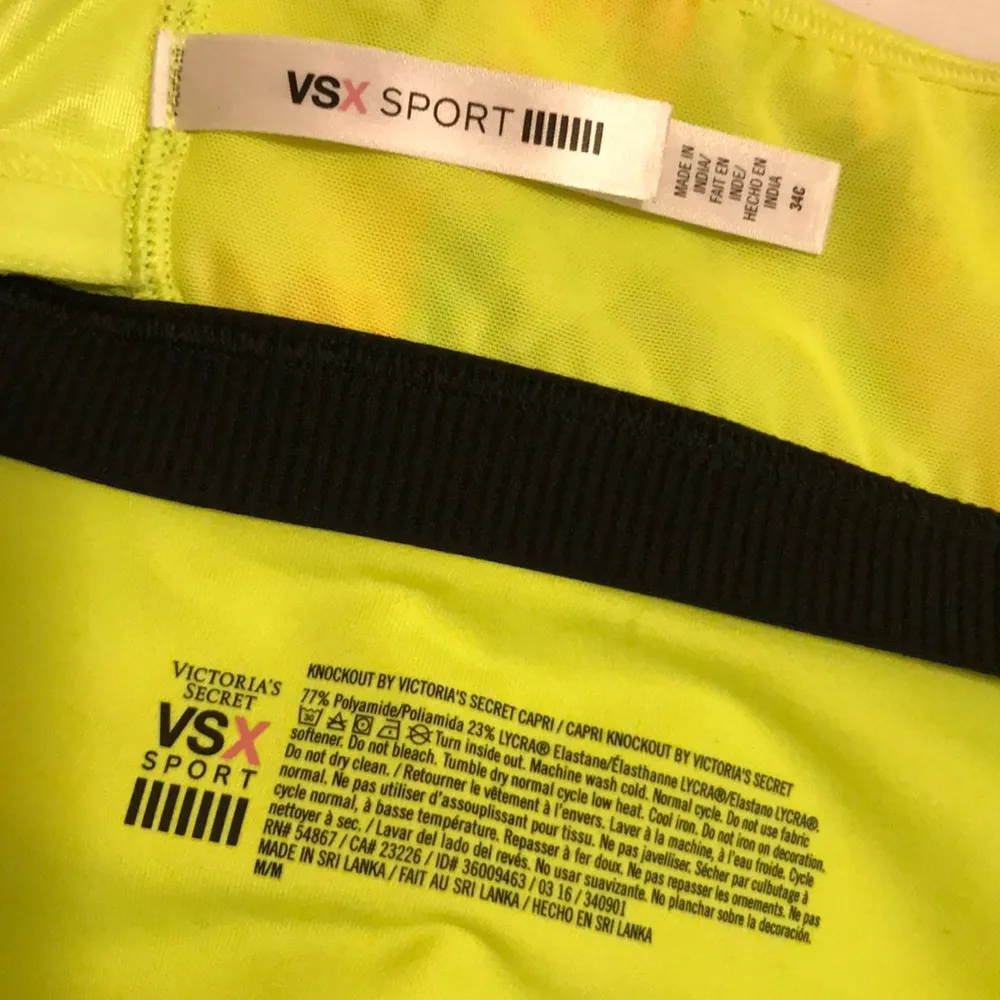 VSX SPORT
MADE IN
INDIA/
FAIT EN
INDE/
HECHO EN
INDIA
34C
VICTORIA'S
SECRET
VSX
SPORT
KNOCKOUT BY VICTORIA'S SECRET CAPRI / CAPRI KNOCKOUT BY VICTORIA'S SECRET
77% Polyamide/Poliamida 23% LYCRA® Elastane/Élasthanne LYCRA®/Elastano LYCRA®.
30 Turn inside out. Machine wash cold. Normal cycle. Do not use fabric
softener. Do not bleach. Tumble dry normal cycle low heat. Cool iron. Do not iron on decoration.
Do not dry clean. / Retourner le vêtement à l'envers. Laver à la machine, à l'eau froide. Cycle
normal. Ne pas utiliser d'assouplissant pour tissu. Ne pas javelliser. Sécher par culbutage à
cycle normal, à basse température. Repasser à fer doux. Ne pas repasser les ornements. Ne pas
nettoyer à sec. / Lavar del lado del revés. No usar suavizante. No planchar sobre la decoración.
RN# 54867 / CA# 23226 / ID# 36009463 / 03 16 / 340901
MADE IN SRI LANKA / FAIT AU SRI LANKA / HECHO EN SRI LANKA
M/M